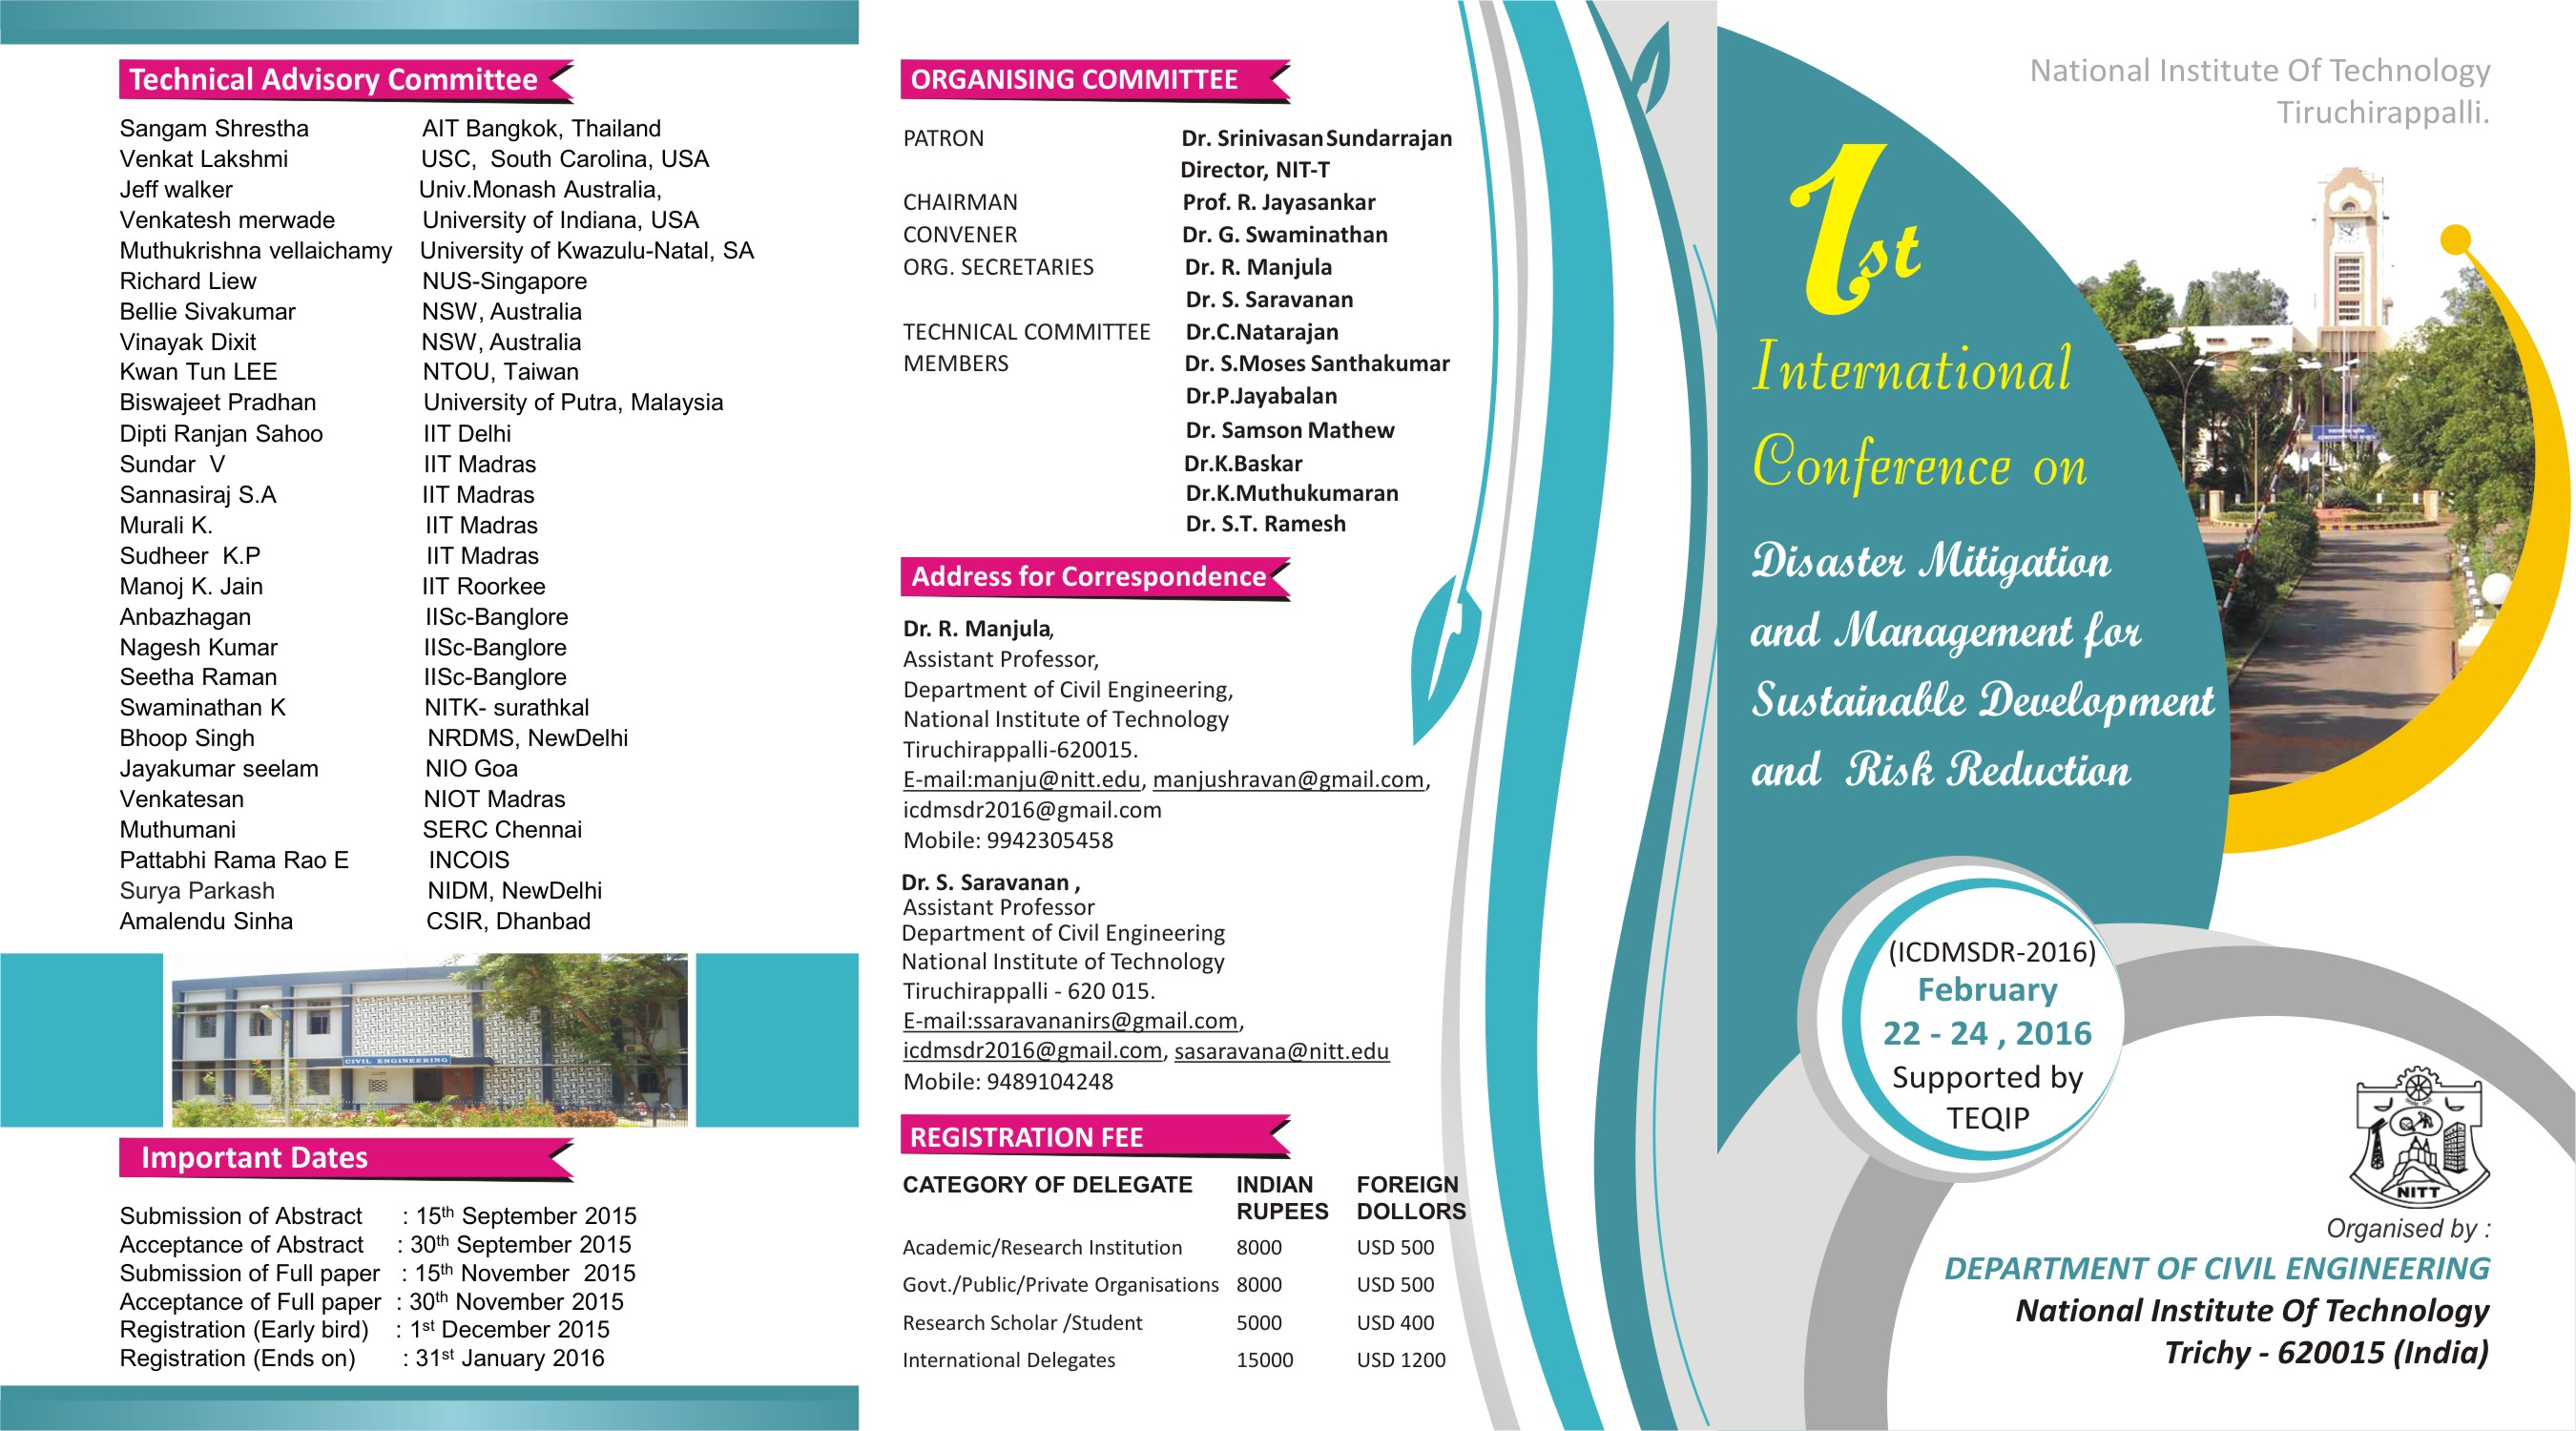 Technical Advisory Committee
Sangam Shrestha AIT Bangkok, Thailand
Venkat Lakshmi USC, South Carolina, USA
Jeff walker Univ.Monash Australia,
Venkatesh merwade University of Indiana, USA
Muthukrishna vellaichamy University of Kwazulu-Natal, SA
Richard Liew NUS-Singapore
Bellie Sivakumar NSW, Australia
Vinayak Dixit NSW, Australia
Kwan Tun LEE NTOU, Taiwan
Biswajeet Pradhan University of Putra, Malaysia
Dipti Ranjan Sahoo IIT Delhi
Sundar V IIT Madras
Sannasiraj S.A IIT Madras
Murali K. IIT Madras
Sudheer K.P IIT Madras
Manoj K. Jain IIT Roorkee
Anbazhagan IISc-Banglore
Nagesh Kumar IISc-Banglore
Seetha Raman IISc-Banglore
Swaminathan K NITK- surathkal
Bhoop Singh NRDMS, NewDelhi
Jayakumar seelam NIO Goa
Venkatesan NIOT Madras
Muthumani SERC Chennai
Pattabhi Rama Rao E INCOIS
Surya Parkash NIDM, NewDelhi
Amalendu Sinha CSIR, Dhanbad
CIVIL ENGINEERING
Important Dates
Submission of Abstract : 15th September 2015
Acceptance of Abstract : 30th September 2015
Submission of Full paper : 15th November 2015
Acceptance of Full paper : 30th November 2015
Registration (Early bird) : 1st December 2015
Registration (Ends on) : 31st January 2016
ORGANISING COMMITTEE
PATRON Dr. Srinivasan Sundarrajan
Director, NIT-T
CHAIRMAN Prof. R. Jayasankar
CONVENER Dr. G. Swaminathan
ORG. SECRETARIES Dr. R. Manjula
Dr. S. Saravanan
TECHNICAL COMMITTEE Dr.C.Natarajan
MEMBERS Dr. S.Moses Santhakumar
Dr.P.Jayabalan
Dr. Samson Mathew
Dr.K.Baskar
Dr.K.Muthukumaran
Dr. S.T. Ramesh
Address for Correspondence
Dr. R. Manjula,
Assistant Professor,
Department of Civil Engineering,
National Institute of Technology
Tiruchirappalli-620015.
E-mail:manju@nitt.edu, manjushravan@gmail.com,
icdmsdr2016@gmail.com
Mobile: 9942305458
Dr. S. Saravanan ,
Assistant Professor
Department of Civil Engineering
National Institute of Technology
Tiruchirappalli - 620 015.
E-mail:ssaravananirs@gmail.com,
icdmsdr2016@gmail.com, sasaravana@nitt.edu
Mobile: 9489104248
REGISTRATION FEE
CATEGORY OF DELEGATE INDIAN RUPEES FOREIGN DOLLORS
Academic/Research Institution 8000 USD 500
Govt./Public/Private Organisations 8000 USD 500
Research Scholar /Student 5000 USD 400
International Delegates 15000 USD 1200
National Institute Of Technology
Tiruchirappalli.
1st
International
Conference on
Disaster Mitigation
and Management for
Sustainable Development
and Risk Reduction
(ICDMSDR-2016)
February
22 - 24 , 2016
Supported by
TEQIP
NITT
Organised by :
DEPARTMENT OF CIVIL ENGINEERING
National Institute Of Technology
Trichy - 620015 (India)